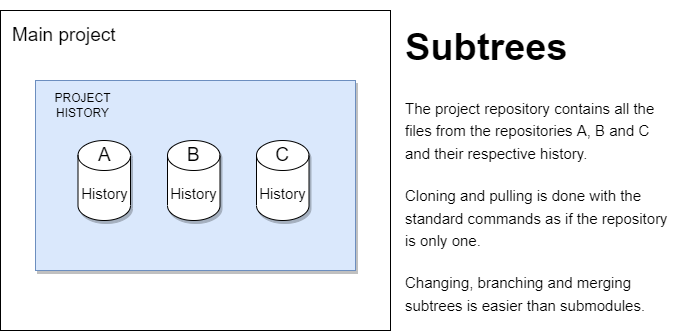 Main project
PROJECT
HISTORY
A
B
C
History
History
History
Subtrees
The project repository contains all the
files from the repositories A, B and C
and their respective history.
Cloning and pulling is done with the
standard commands as if the repository
is only one.
Changing, branching and merging
subtrees is easier than submodules.